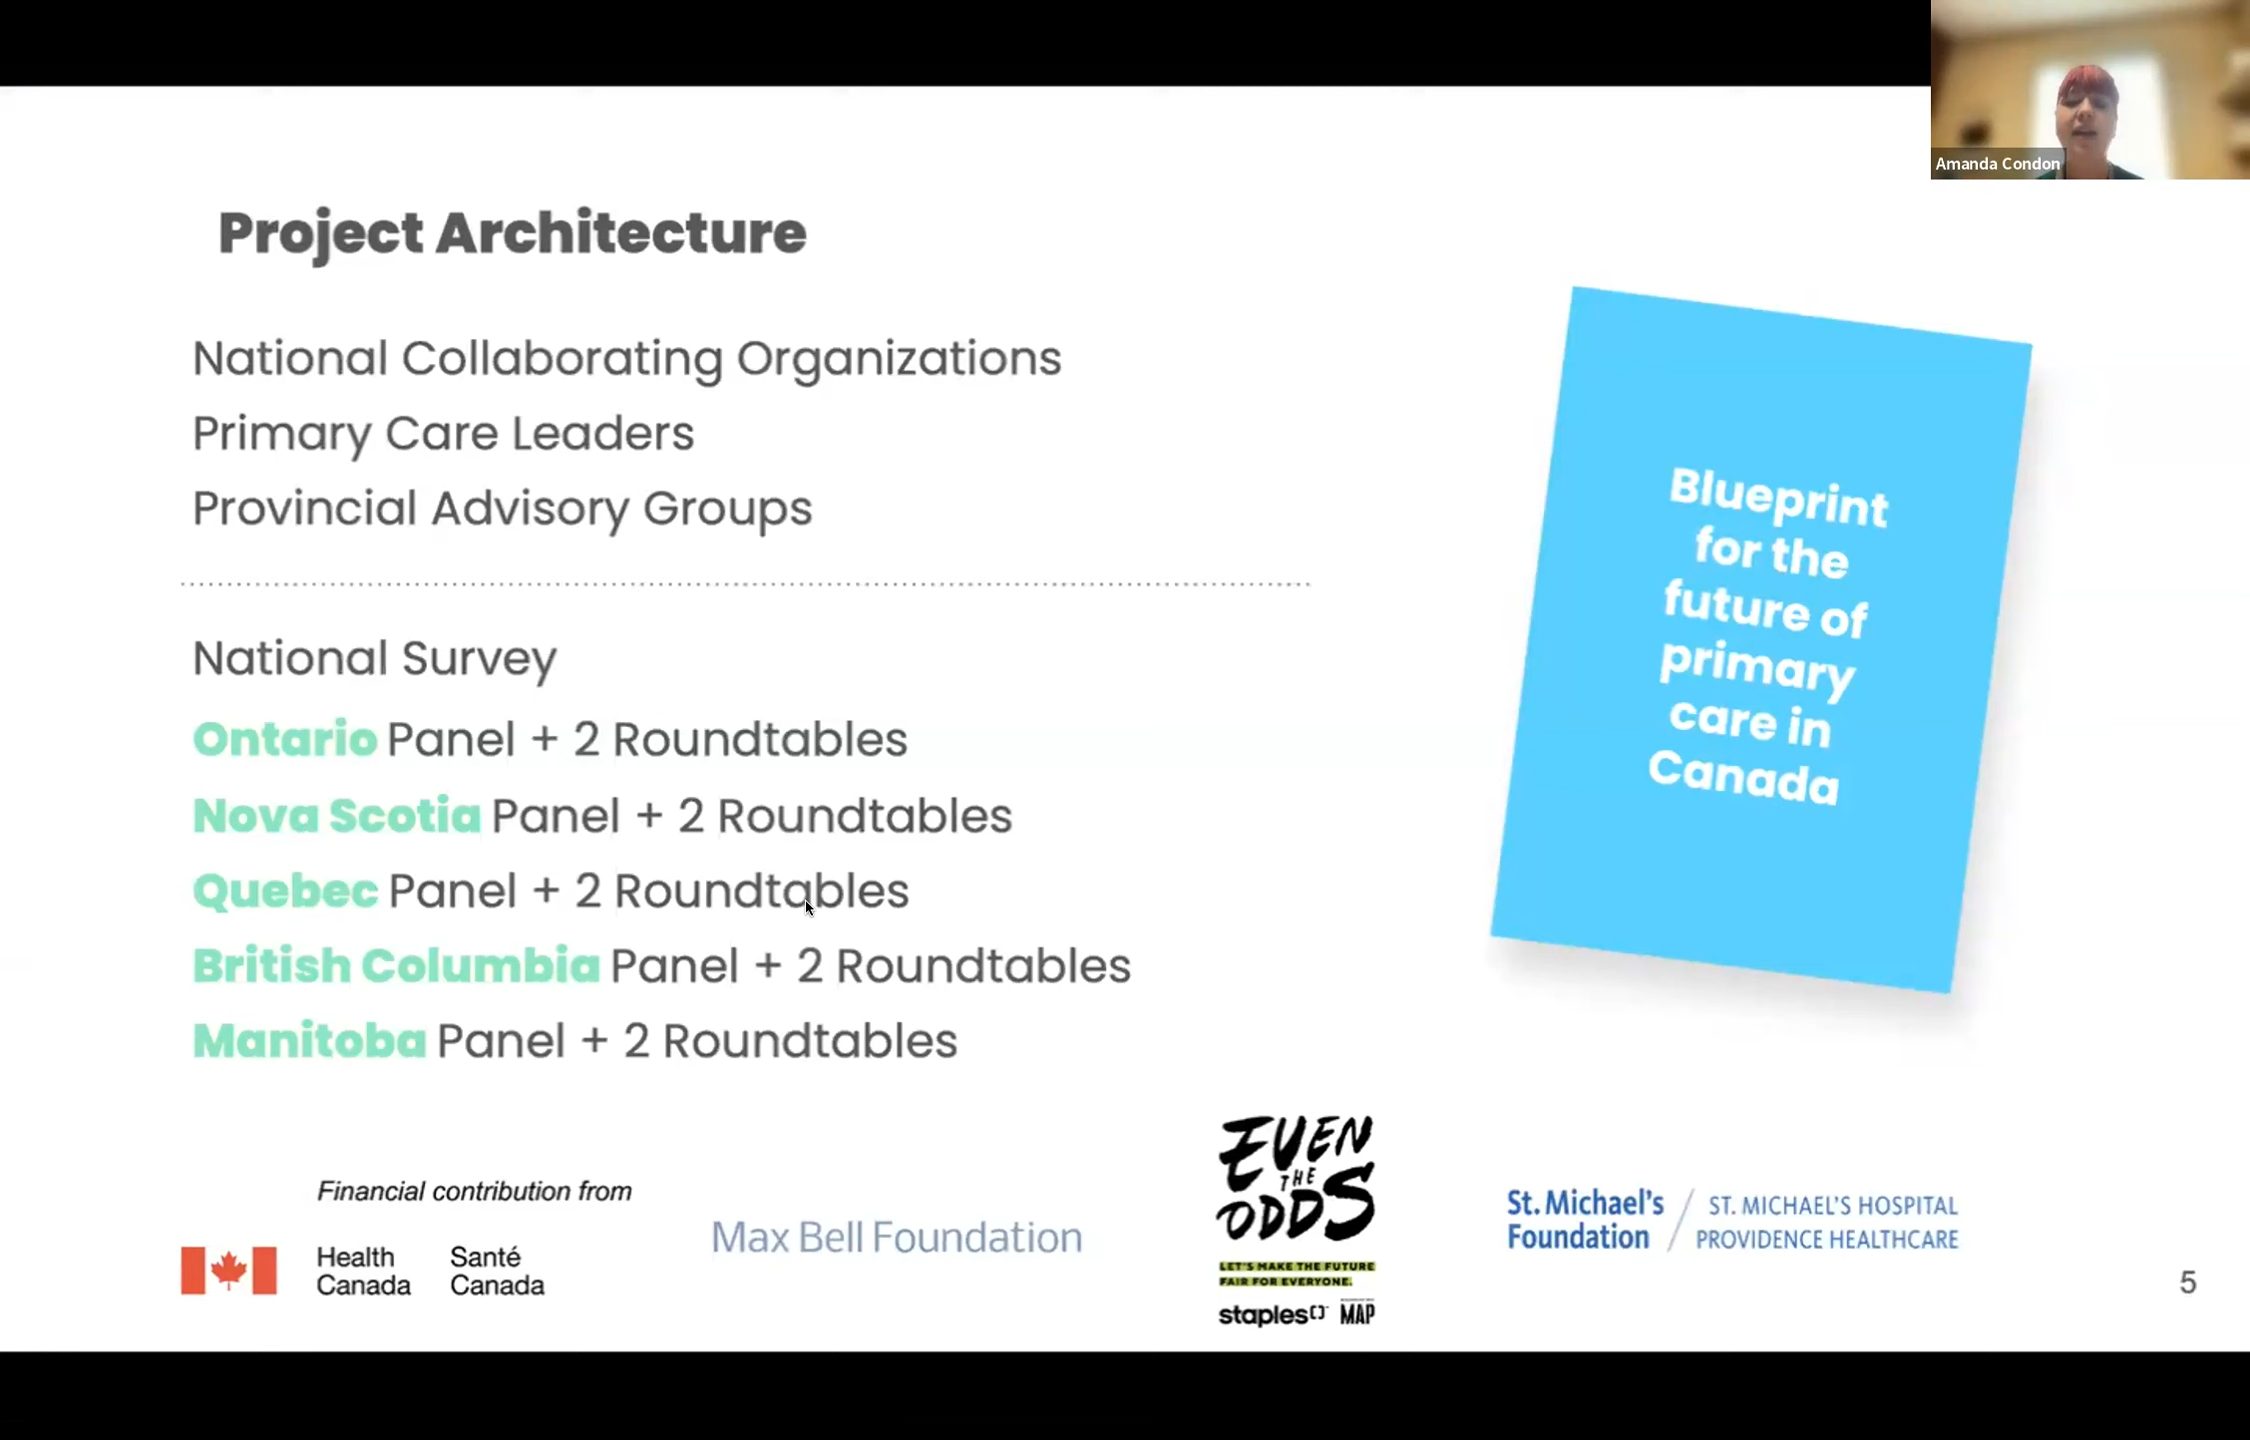 Amanda Condon
Project Architecture
National Collaborating Organizations
Primary Care Leaders
Provincial Advisory Groups
National Survey
Ontario Panel + 2 Roundtables
Nova Scotia Panel + 2 Roundtables
Quebec Panel + 2 Roundtables
British Columbia Panel + 2 Roundtables
Manitoba Panel + 2 Roundtables
Blueprint
for the
future of
primary
care in
Canada
Financial contribution from
Health Santé
Canada Canada
Max Bell Foundation
EVEN
THE
ODDS
LET'S MAKE THE FUTURE
FAIR FOR EVERYONE.
staples MAP
St. Michael's ST. MICHAEL'S HOSPITAL
Foundation PROVIDENCE HEALTHCARE
5